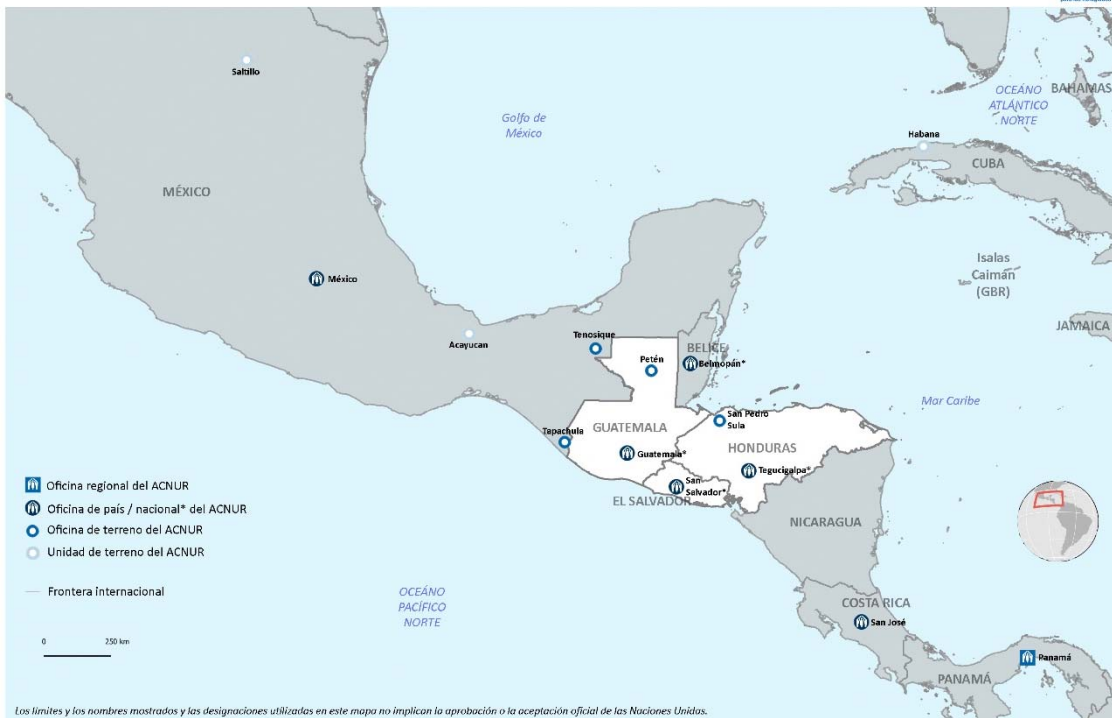 Saltillo
MÉXICO
Golfo de
México
OCEÁNO
ATLÁNTICO
NORTE
BAHAMAS
Habana
CUBA
Isalas
Caimán
(GBR)
JAMAICA
México
Acayucan
Tenosique
Petén
BELICE
Belmopán*
Mar Caribe
San Pedro
Sula
Tapachula
GUATEMALA
Guatemala*
HONDURAS
Tegucigalpa*
San
Salvador*
EL SALVADOR
NICARAGUA
Oficina regional del ACNUR
Oficina de país / nacional* del ACNUR
Oficina de terreno del ACNUR
Unidad de terreno del ACNUR
Frontera internacional
OCEÁNO
PACÍFICO
NORTE
COSTA RICA
San José
0 250 km
Panamá
PANAMÁ
Los límites y los nombres mostrados y las designaciones utilizadas en este mapa no implican la aprobación o la aceptación oficial de las Naciones Unidas.